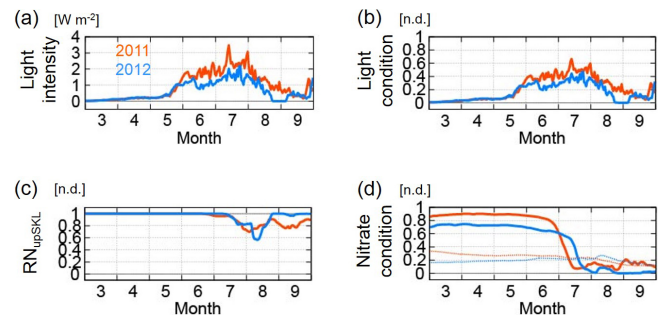 (a) [W m-2]
Light intensity
4
3
2
1
0
2011
2012
3 4 5 6 7 8 9
Month
(b) [n.d.]
Light condition
1
0.8
0.6
0.4
0.2
0
3 4 5 6 7 8 9
Month
(c) [n.d.]
RNupSKL
1
0.8
0.6
0.4
0.2
0
3 4 5 6 7 8 9
Month
(d) [n.d.]
Nitrate condition
1
0.8
0.6
0.4
0.2
0
3 4 5 6 7 8 9
Month